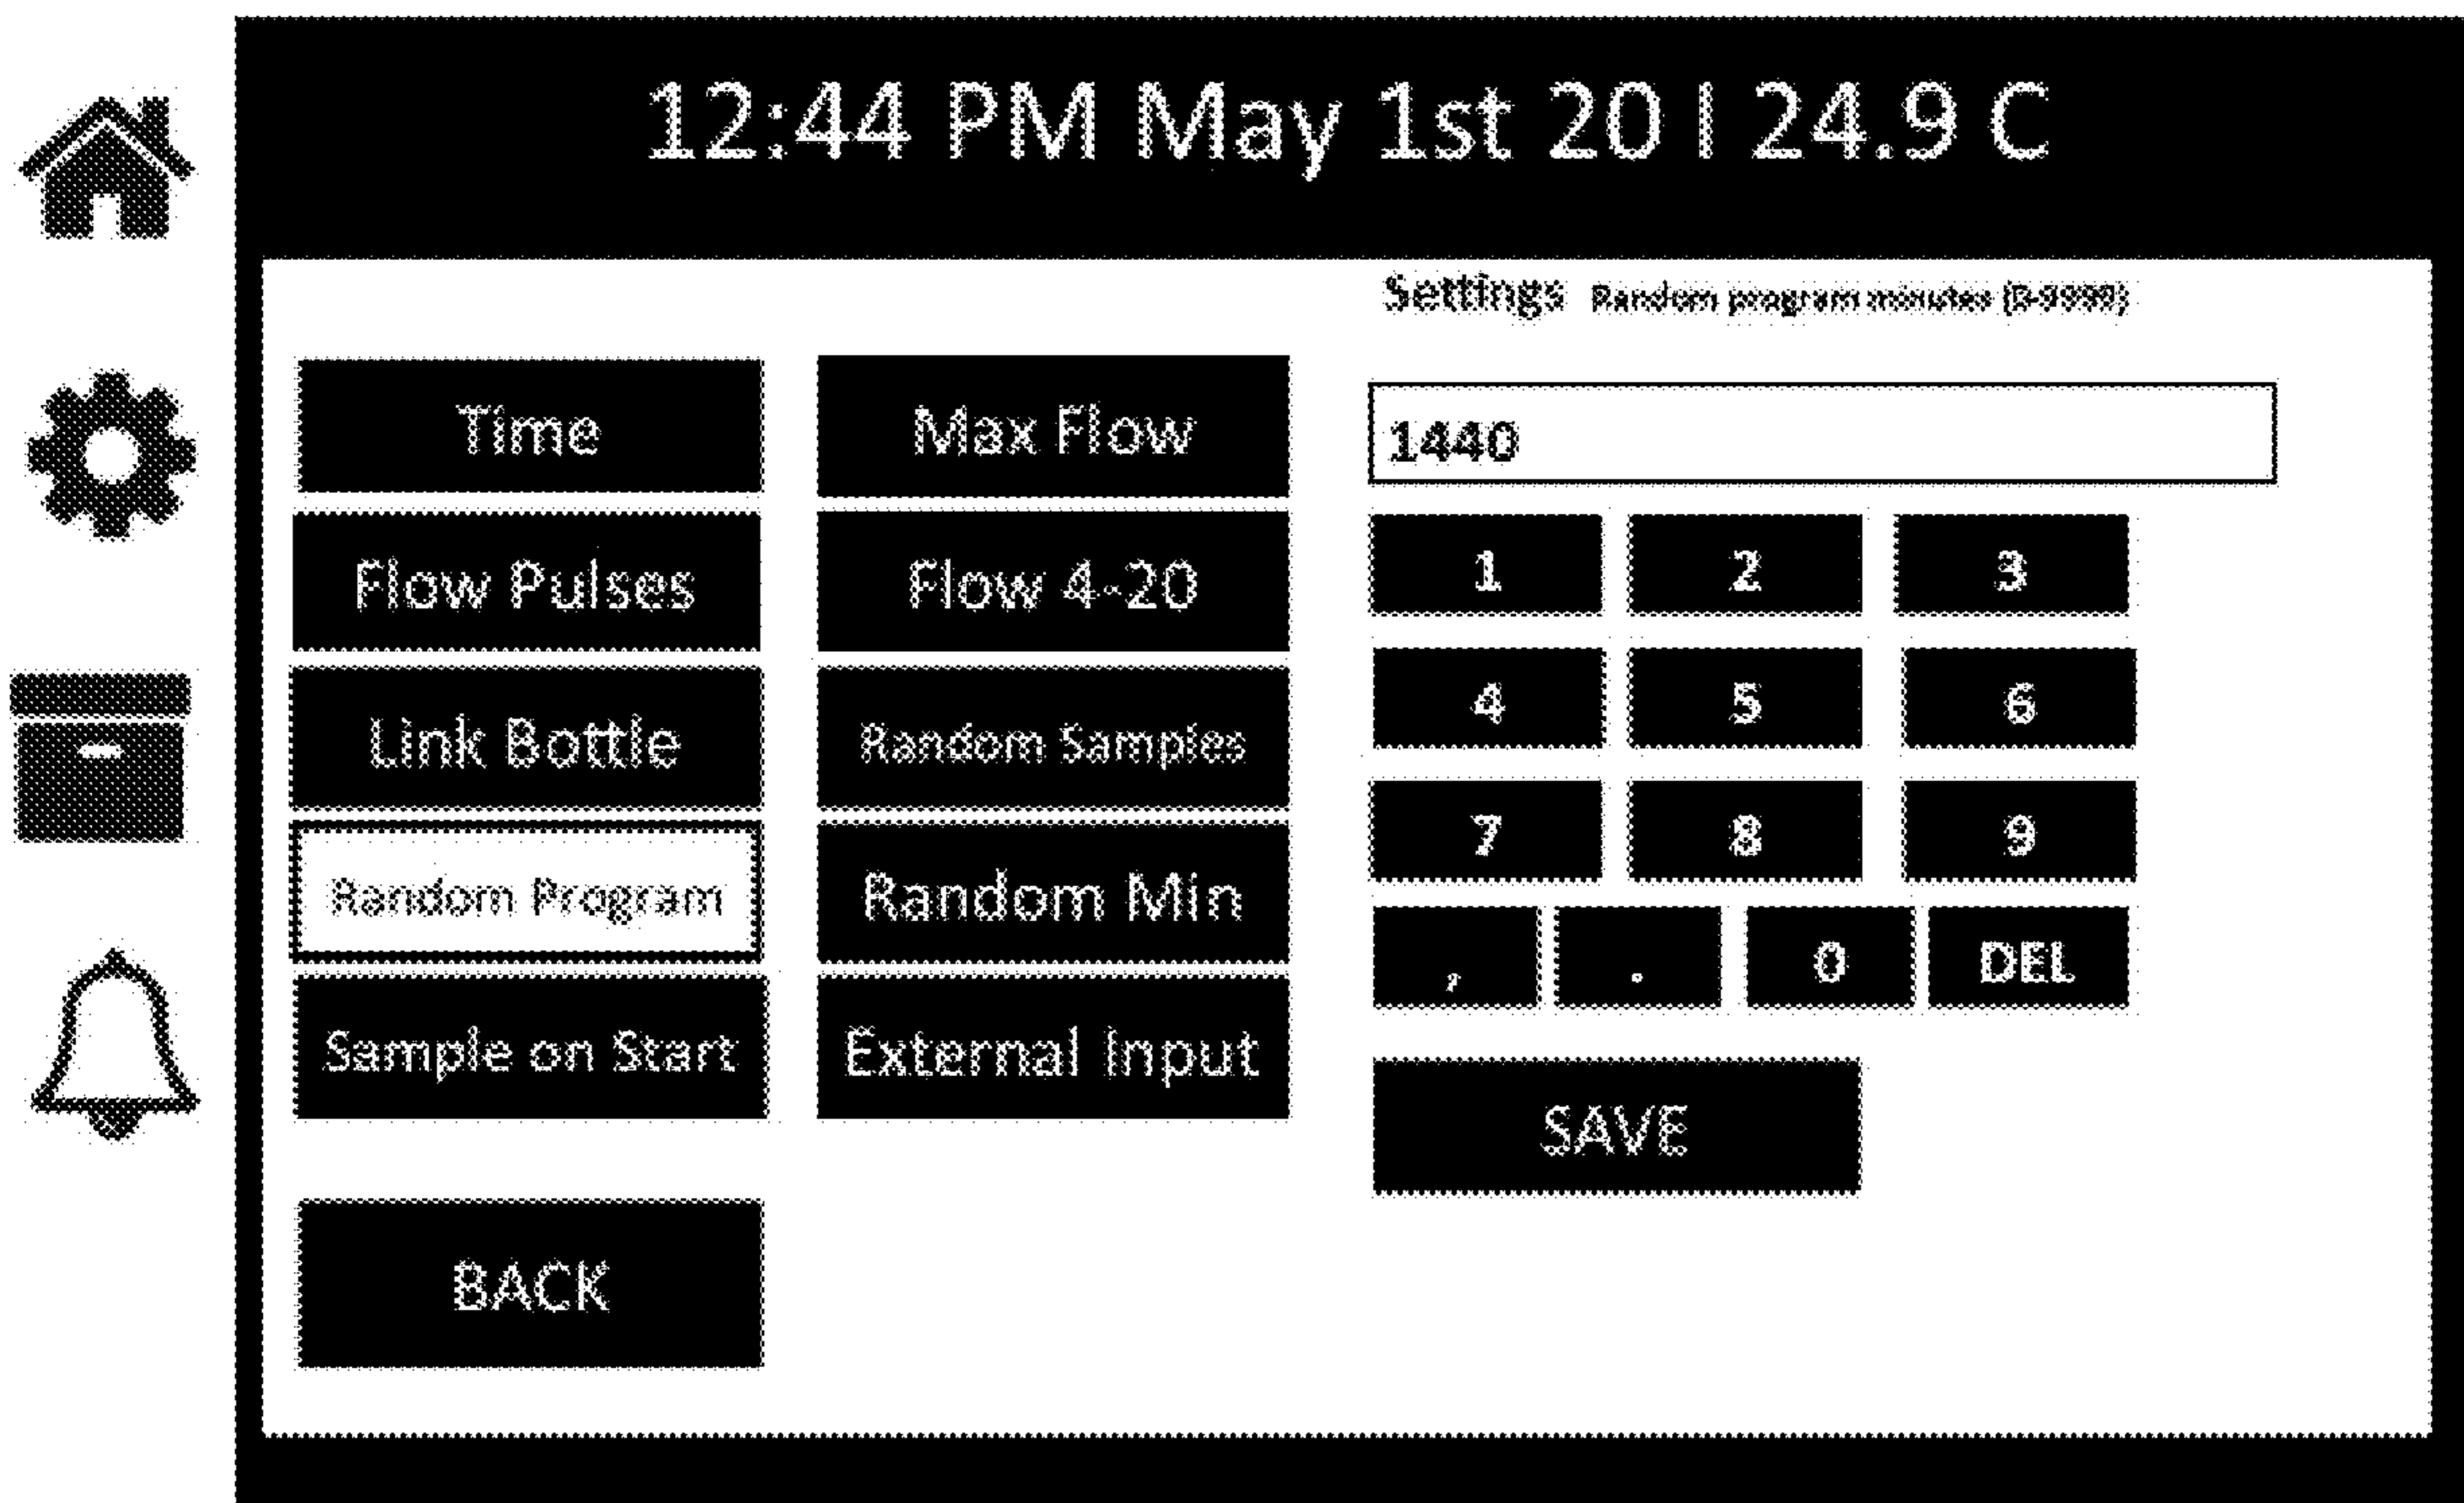 12:44 PM May 1st 20 I 24.9 C
Settings Random program minutes (0-9999)
Time
Max Flow
1440
Flow Pulses
Flow 4-20
1 2 3
Link Bottle
Random Samples
4 5 6
Random Program
Random Min
7 8 9
Sample on Start
External Input
, . 0 DEL
SAVE
BACK